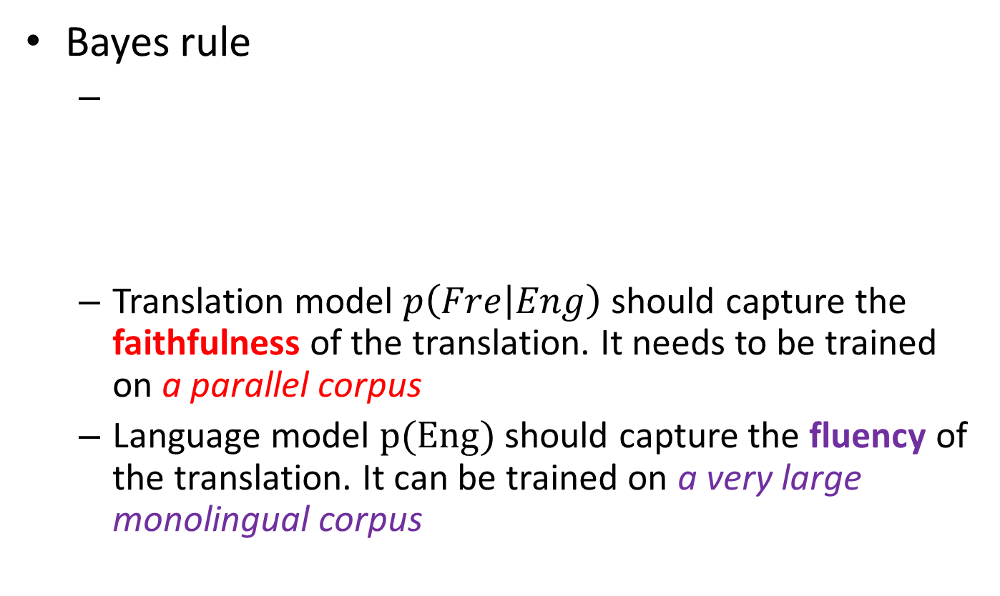 • Bayes rule
–
– Translation model p(Fre|Eng) should capture the
faithfulness of the translation. It needs to be trained
on a parallel corpus
– Language model p(Eng) should capture the fluency of
the translation. It can be trained on a very large
monolingual corpus